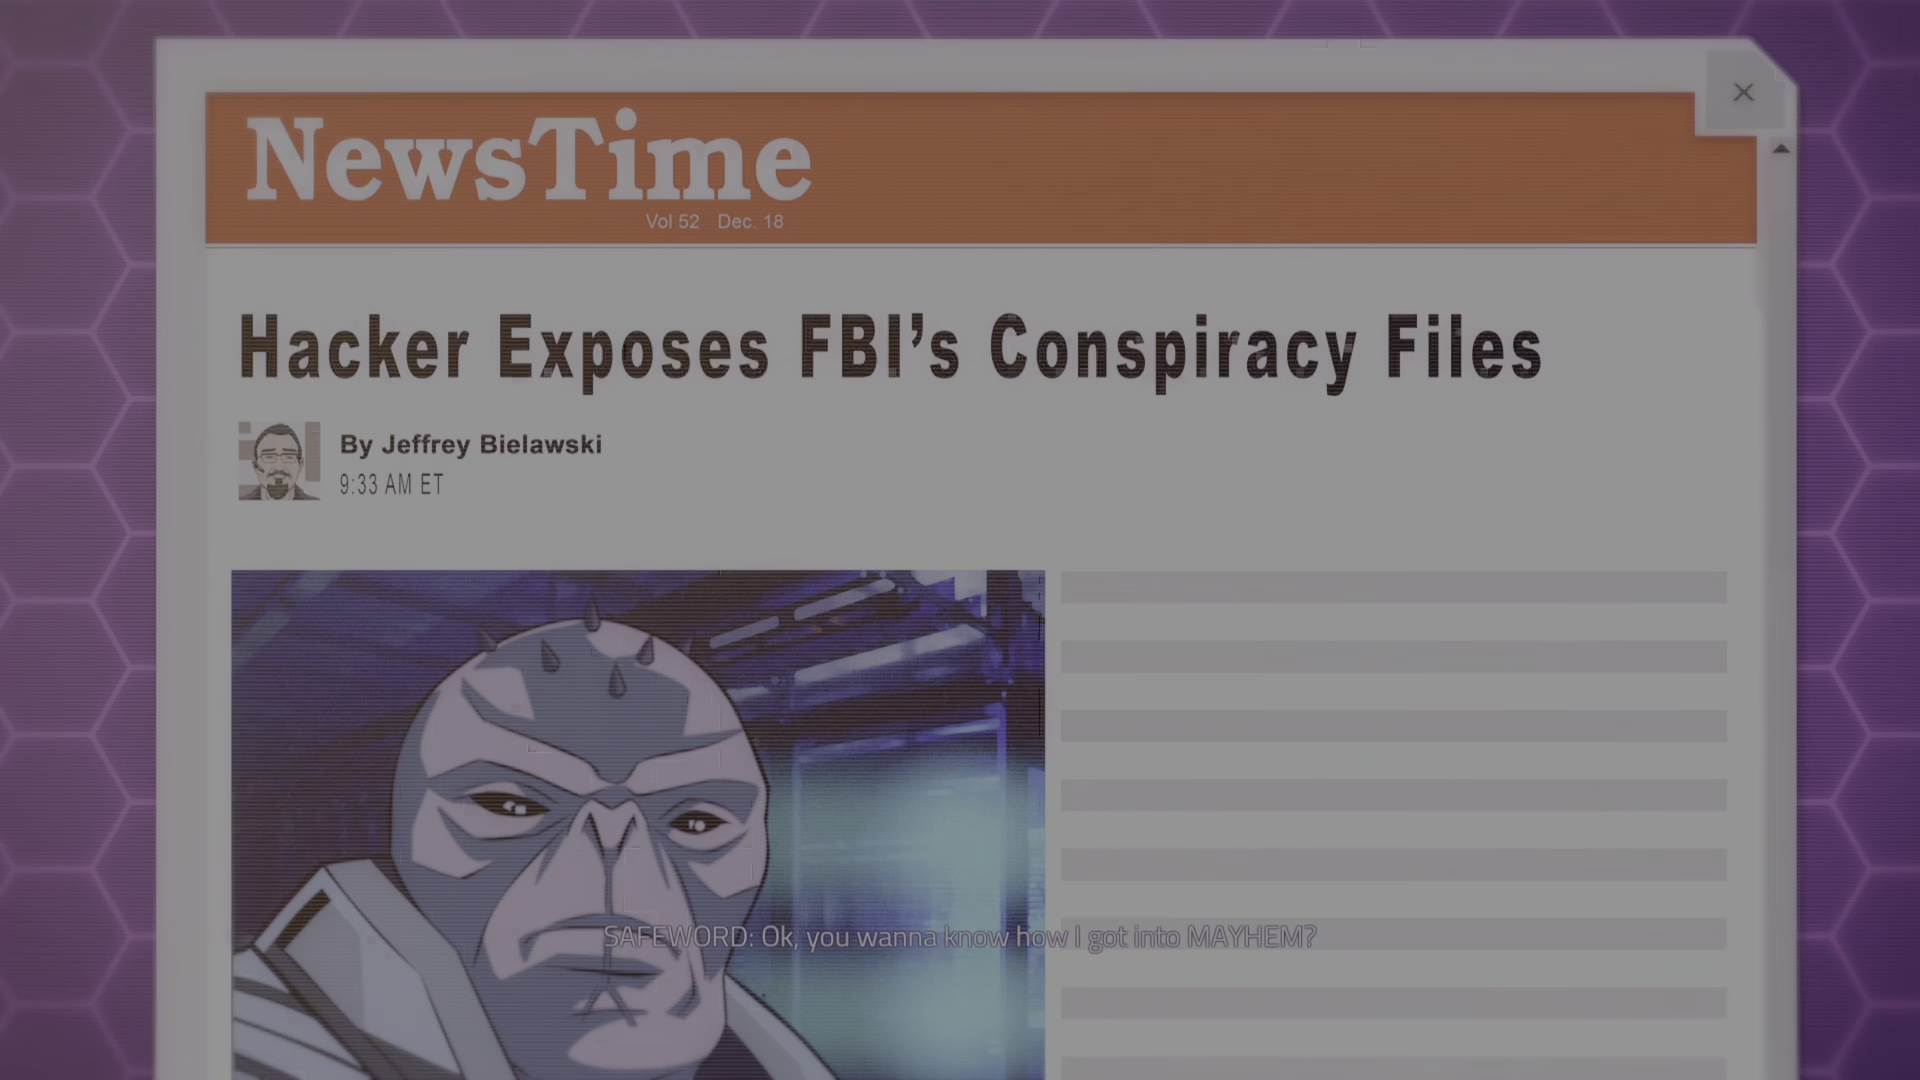 NewsTime
Vol 52 Dec. 18
Hacker Exposes FBI's Conspiracy Files
By Jeffrey Bielawski
9:33 AM ET
SAFEWORD: Ok, you wanna know how I got into MAYHEM?